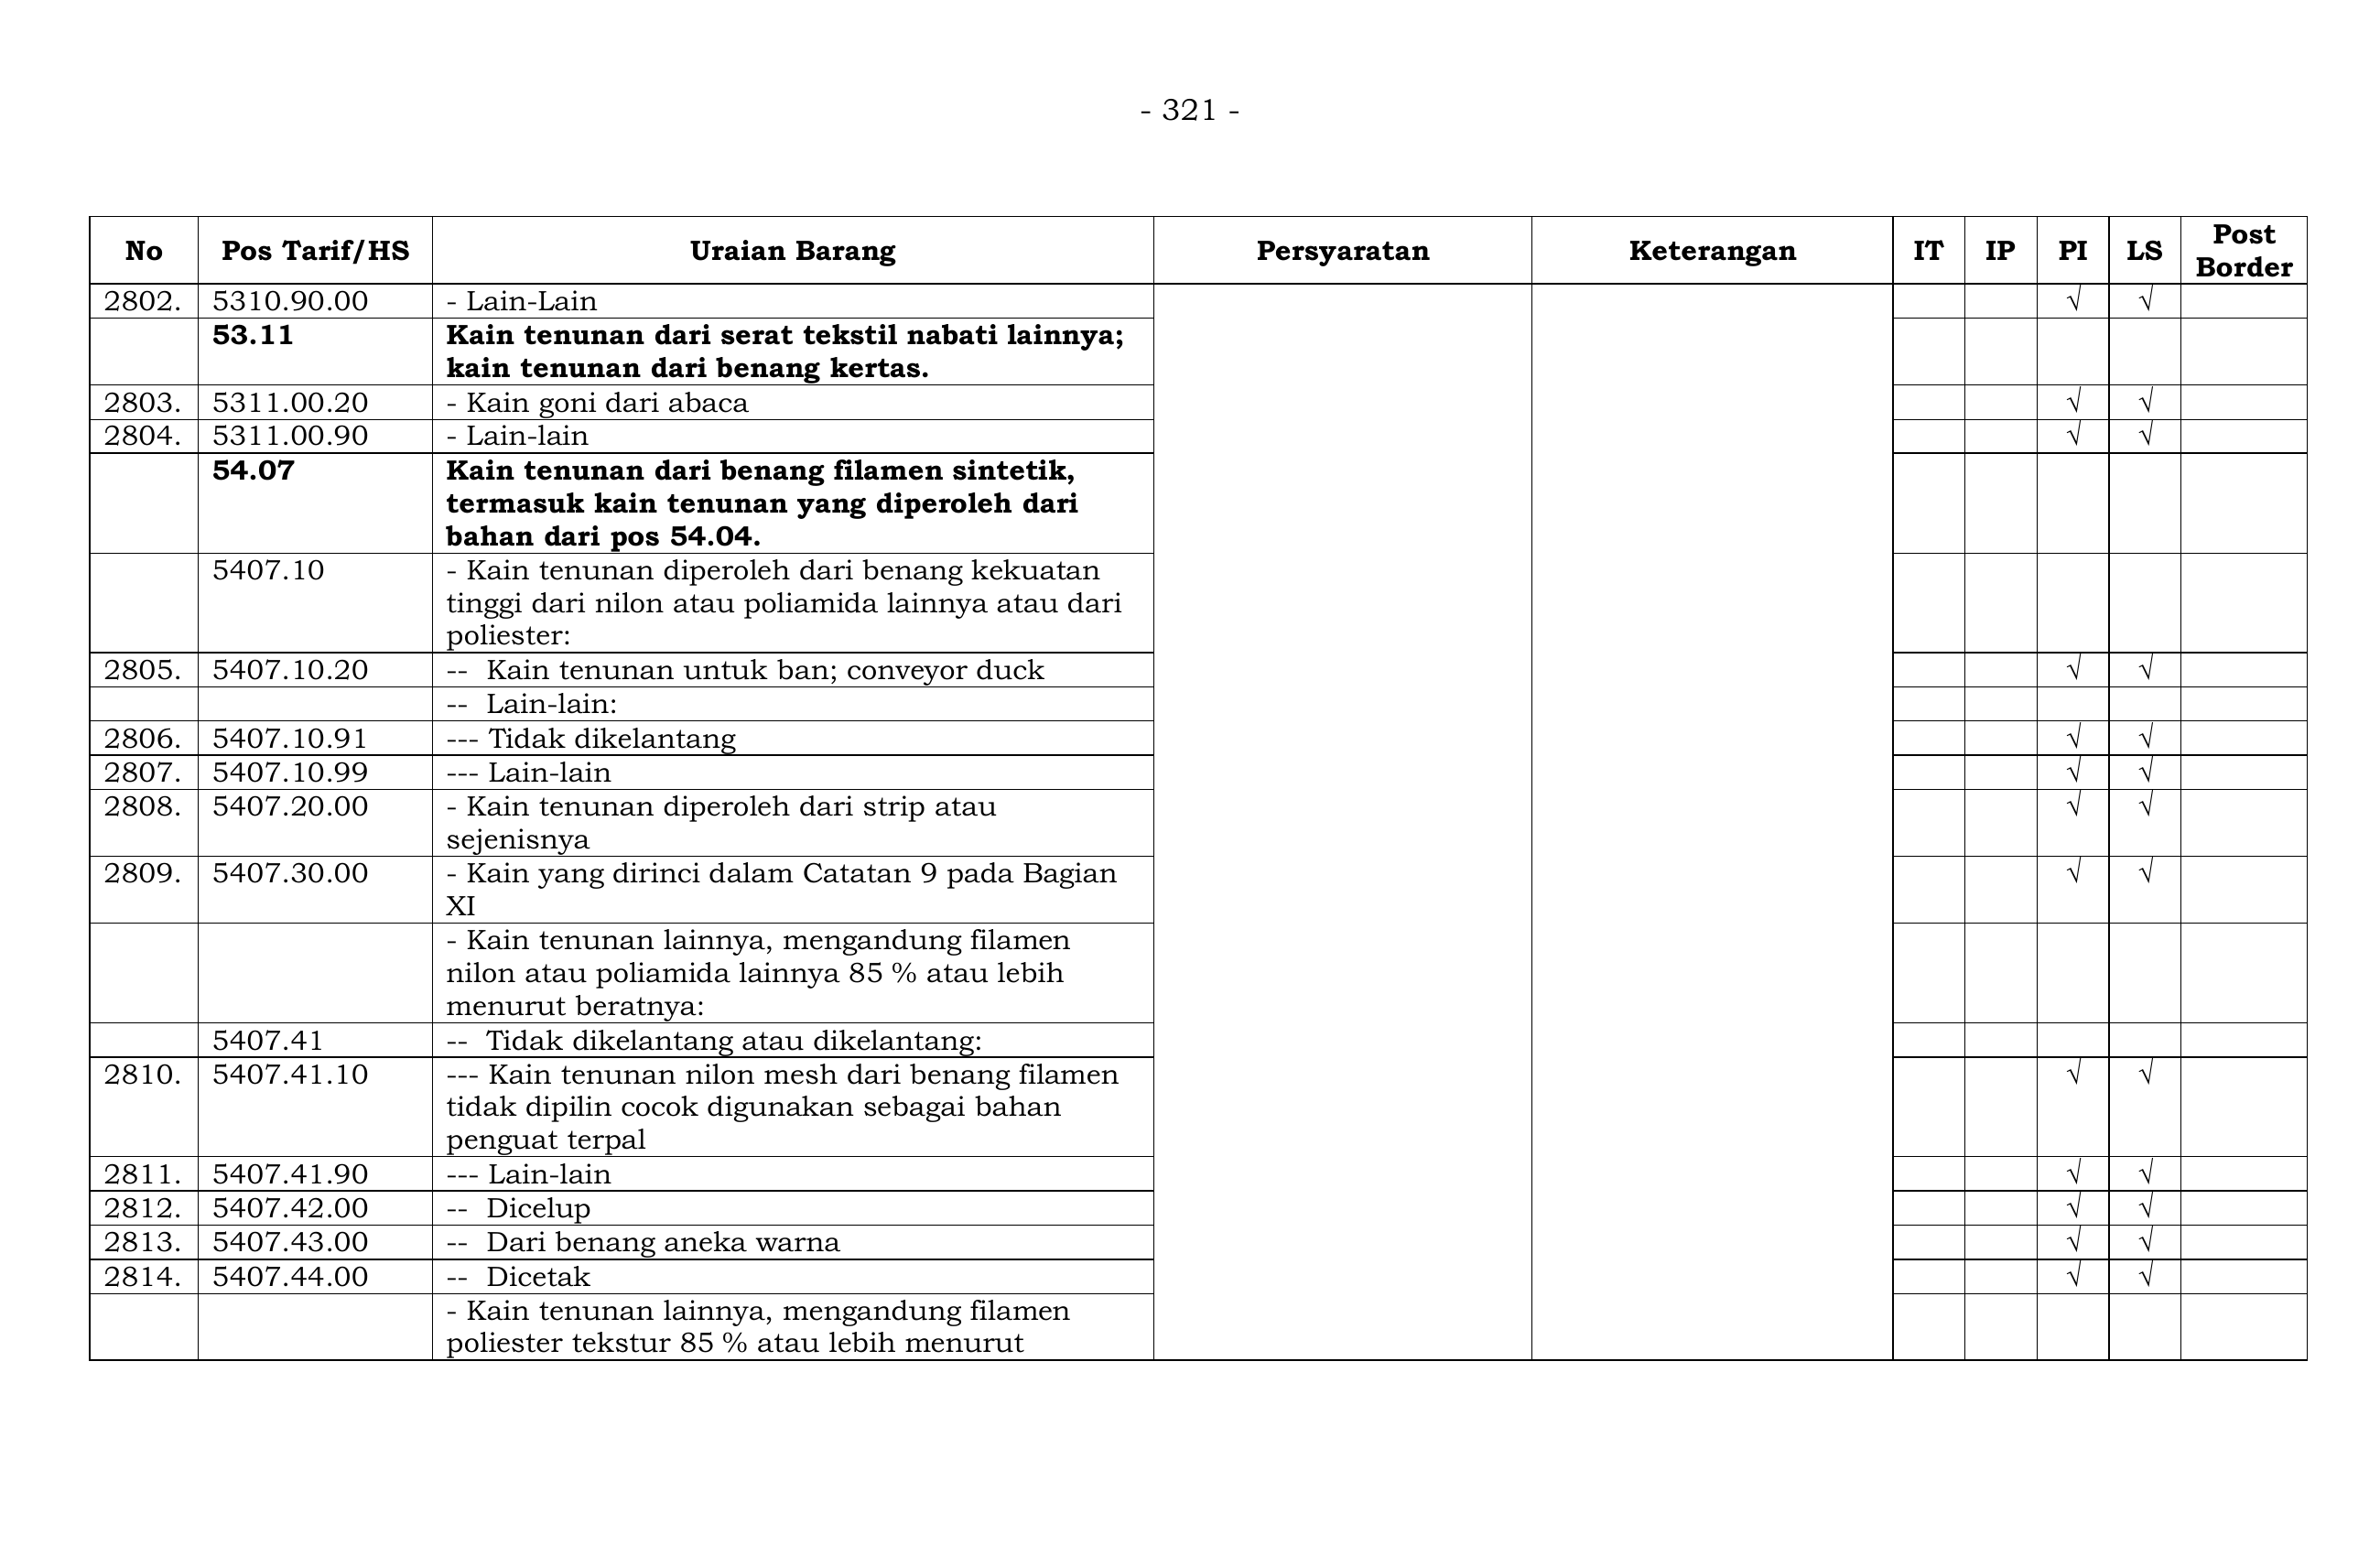 - 321 -
No Pos Tarif/HS Uraian Barang Persyaratan Keterangan IT IP PI LS Post Border
2802. 5310.90.00 - Lain-Lain √ √
53.11 Kain tenunan dari serat tekstil nabati lainnya;
kain tenunan dari benang kertas.
2803. 5311.00.20 - Kain goni dari abaca √ √
2804. 5311.00.90 - Lain-lain √ √
54.07 Kain tenunan dari benang filamen sintetik,
termasuk kain tenunan yang diperoleh dari
bahan dari pos 54.04.
5407.10 - Kain tenunan diperoleh dari benang kekuatan
tinggi dari nilon atau poliamida lainnya atau dari
poliester:
2805. 5407.10.20 -- Kain tenunan untuk ban; conveyor duck √ √
-- Lain-lain:
2806. 5407.10.91 --- Tidak dikelantang √ √
2807. 5407.10.99 --- Lain-lain √ √
2808. 5407.20.00 - Kain tenunan diperoleh dari strip atau √ √
sejenisnya
2809. 5407.30.00 - Kain yang dirinci dalam Catatan 9 pada Bagian √ √
XI
- Kain tenunan lainnya, mengandung filamen
nilon atau poliamida lainnya 85 % atau lebih
menurut beratnya:
5407.41 -- Tidak dikelantang atau dikelantang:
2810. 5407.41.10 --- Kain tenunan nilon mesh dari benang filamen √ √
tidak dipilin cocok digunakan sebagai bahan
penguat terpal
2811. 5407.41.90 --- Lain-lain √ √
2812. 5407.42.00 -- Dicelup √ √
2813. 5407.43.00 -- Dari benang aneka warna √ √
2814. 5407.44.00 -- Dicetak √ √
- Kain tenunan lainnya, mengandung filamen
poliester tekstur 85 % atau lebih menurut